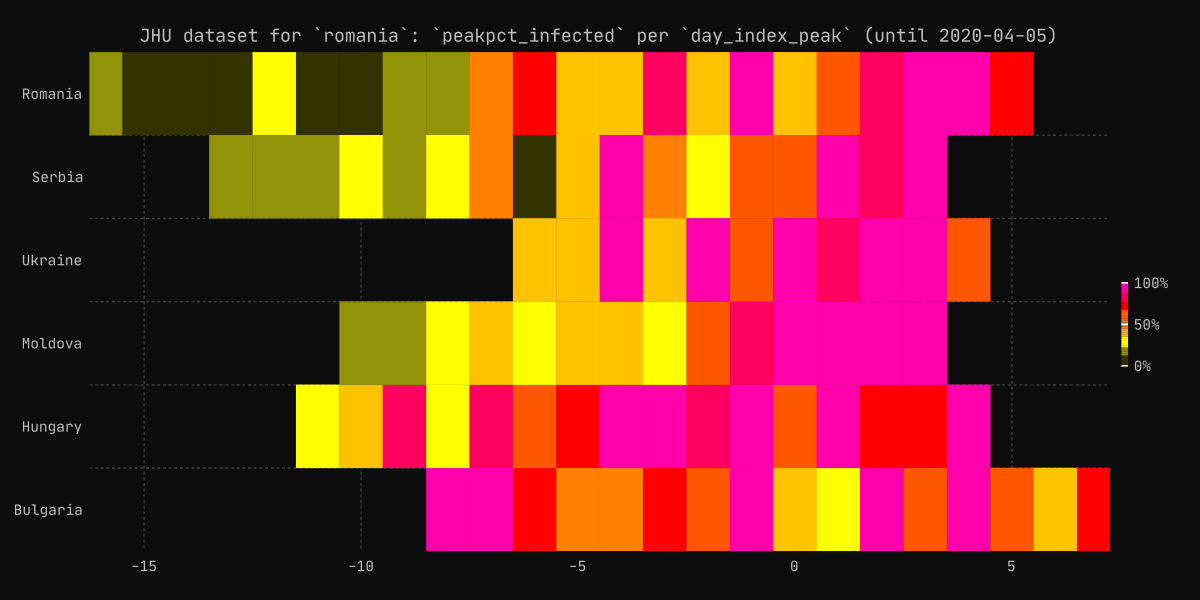 JHU dataset for `romania`: `peakpct_infected` per `day_index_peak` (until 2020-04-05)
Romania
Serbia
Ukraine
Moldova
Hungary
Bulgaria
100%
50%
0%
−15
−10
−5
0
5